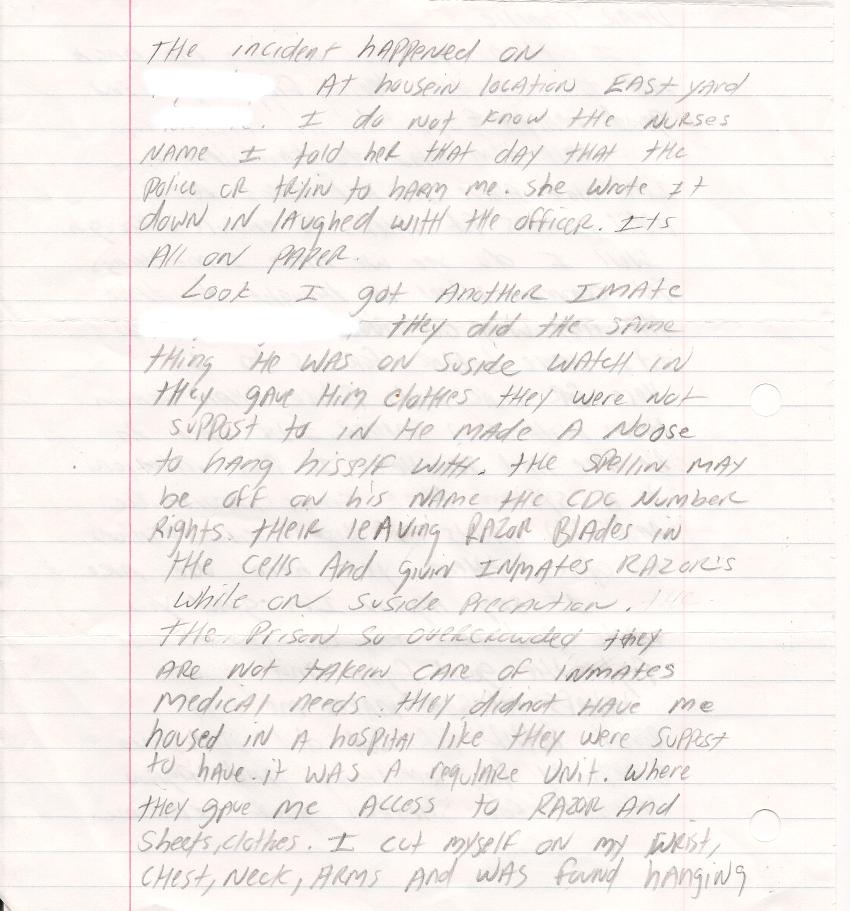 THe incident hAppened on
At housein locAtion EAst yard
I do not know the nurses
NAme I told her THAT dAy THAT the
police or tryin to hArm me. she wrote It
down in lAughed with the officer. Its
All on PAPeR.
Look I got AnotHeR ImAte
they did the sAme
thing He wAs on suside wAtch in
they gAve Him clothes they were not
suppost to in He mAde A Noose
to hAng hisself with. the spellin mAy
be off on his NAme the CDC Number
Rights. their leAving RAzoR BlAdes in
THe cells And givin InmAtes RAzoR's
while on suside PrecAution. the
THe Prison so overcrowded they
ARe not tAkein cAre of InmAtes
medicAl needs. they didnot HAve me
housed in A hospitAl like they were suppost
to hAve. it wAs A regulAre unit. where
they gAve me Access to RAzoR And
Sheets, clothes. I cut myself on my wrist,
CHest, Neck, ARms And wAs found hAnging